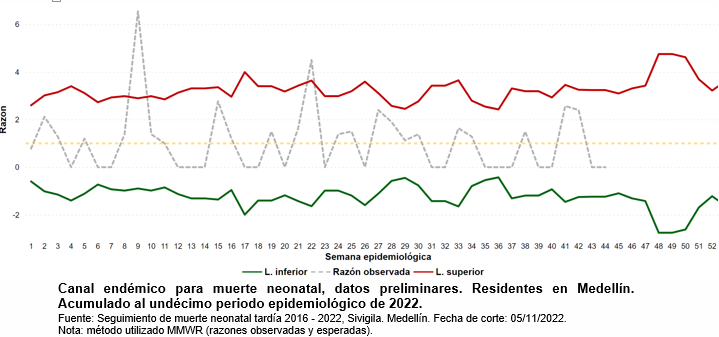 6
4
2
0
-2
Razon
1 2 3 4 5 6 7 8 9 10 11 12 13 14 15 16 17 18 19 20 21 22 23 24 25 26 27 28 29 30 31 32 33 34 35 36 37 38 39 40 41 42 43 44 45 46 47 48 49 50 51 52
Semana epidemiológica
L. inferior Razón observada L. superior
Canal endémico para muerte neonatal, datos preliminares. Residentes en Medellín.
Acumulado al undécimo periodo epidemiológico de 2022.
Fuente: Seguimiento de muerte neonatal tardía 2016 - 2022, Sivigila. Medellín. Fecha de corte: 05/11/2022.
Nota: método utilizado MMWR (razones observadas y esperadas).